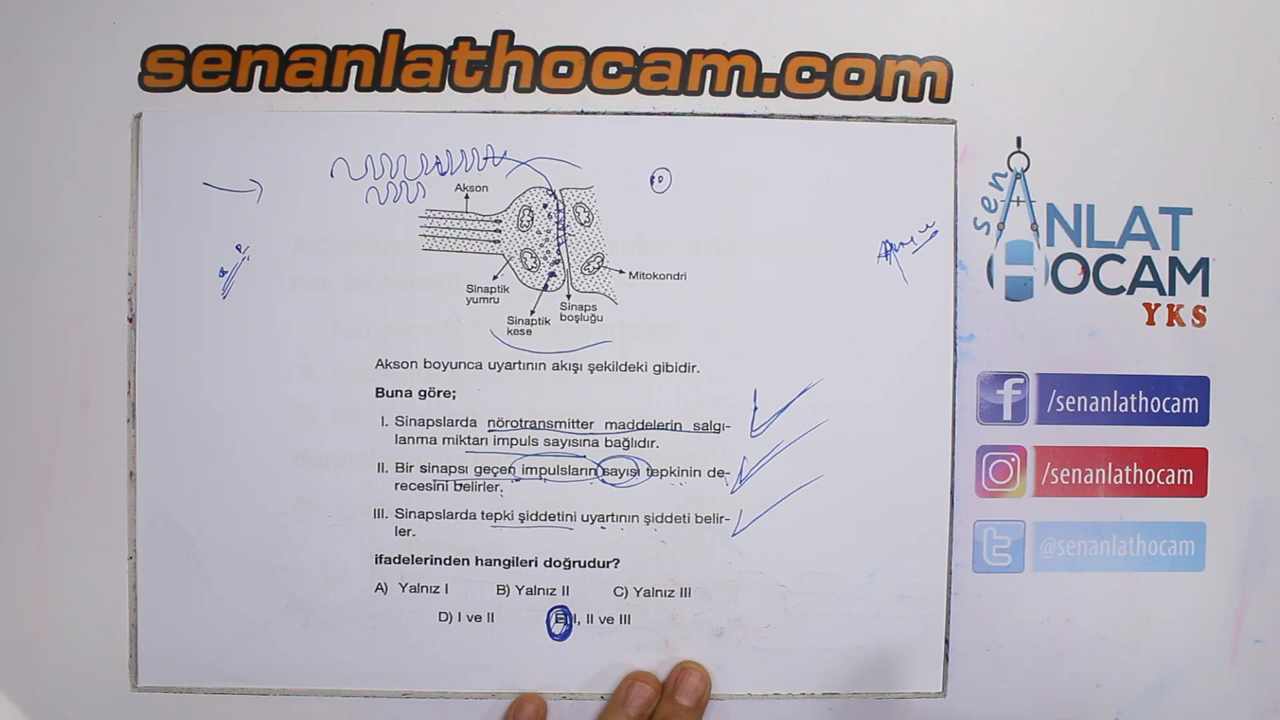 senanlathocam.com
Akson
Mitokondri
Sinaptik
yumru
Sinaptik
kese
Sinaps
boşluğu
Akson boyunca uyartının akışı şekildeki gibidir.
Buna göre;
I. Sinapslarda nörotransmitter maddelerin salgı-
lanma miktarı impuls sayısına bağlıdır.
II. Bir sinapsı geçen impulsların sayısı tepkinin de-
recesini belirler.
III. Sinapslarda tepki şiddetini uyartının şiddeti belir-
ler.
ifadelerinden hangileri doğrudur?
A) Yalnız I B) Yalnız II C) Yalnız III
D) I ve II E) I, II ve III
sen
ANLAT
HOCAM
YKS
/senanlathocam
/senanlathocam
@senanlathocam